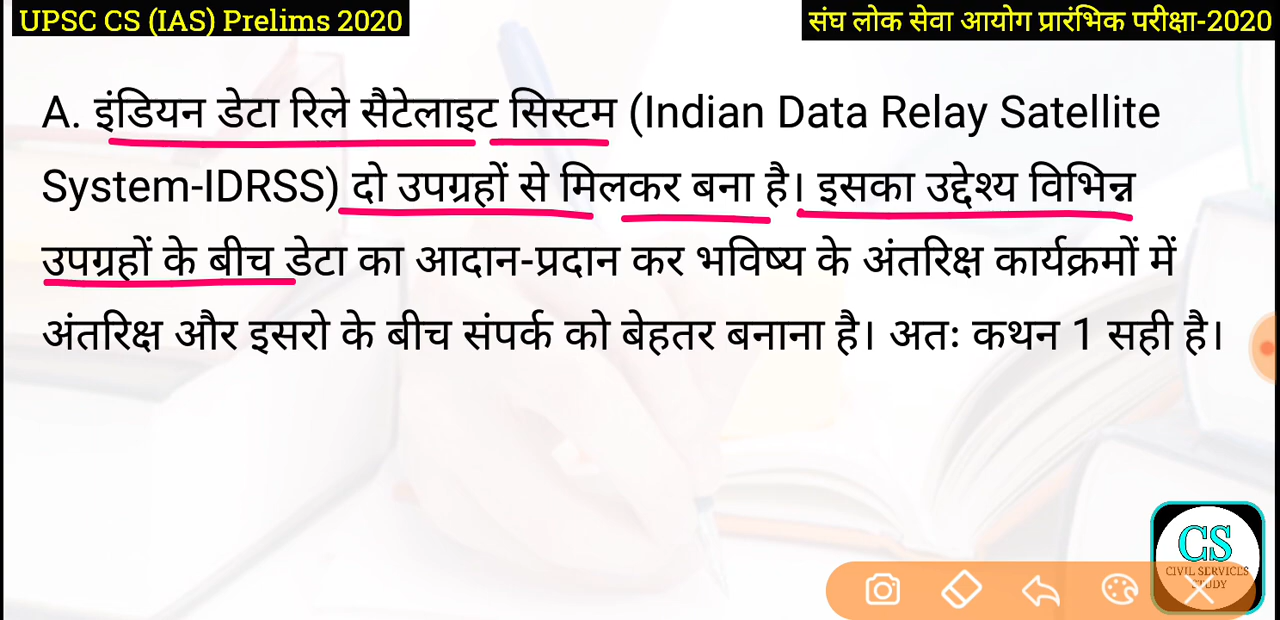 UPSC CS (IAS) Prelims 2020
संघ लोक सेवा आयोग प्रारंभिक परीक्षा-2020
A. इंडियन डेटा रिले सैटेलाइट सिस्टम (Indian Data Relay Satellite
System-IDRSS) दो उपग्रहों से मिलकर बना है। इसका उद्देश्य विभिन्न
उपग्रहों के बीच डेटा का आदान-प्रदान कर भविष्य के अंतरिक्ष कार्यक्रमों में
अंतरिक्ष और इसरो के बीच संपर्क को बेहतर बनाना है। अतः कथन 1 सही है।
CS
CIVIL SERVICES
STUDY